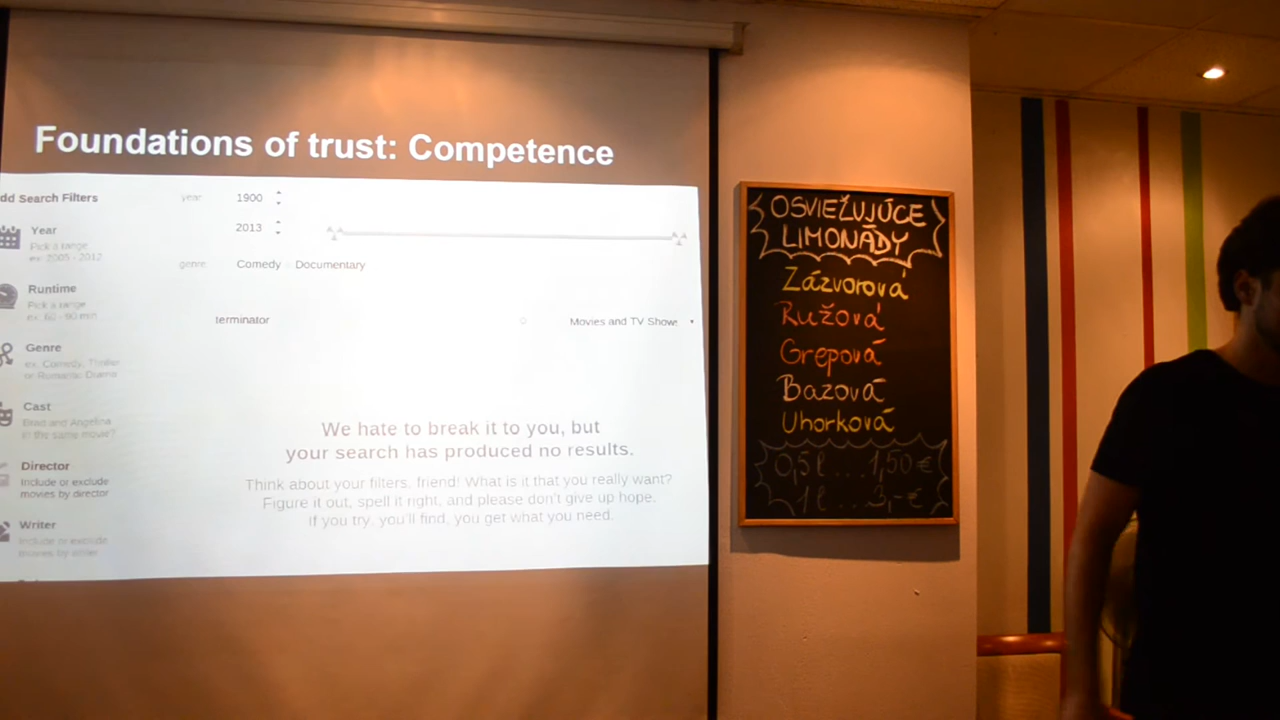 Foundations of trust: Competence
dd Search Filters
Year
Pick a range
ex: 2005 - 2012
Runtime
Pick a range
ex: 60 - 90 min
Genre
ex. Comedy, Thriller
or Romantic Drama
Cast
Brad and Angelina
in the same movie?
Director
Include or exclude
movies by director
Writer
Include or exclude
movies by writer
year 1900
2013
genre Comedy Documentary
terminator Movies and TV Shows
We hate to break it to you, but
your search has produced no results.
Think about your filters, friend! What is it that you really want?
Figure it out, spell it right, and please don't give up hope.
If you try, you'll find, you get what you need.
OSVIEŽUJÚCE
LIMONÁDY
Zázvorová
Ružová
Grepová
Bazová
Uhorková
0,5 l ... 1,50 €
1 l ... 3,- €